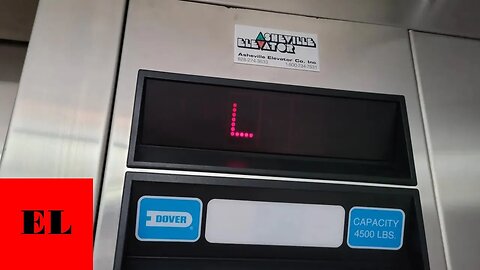 ASHEVILLE
ELEVATOR
Asheville Elevator Co. Inc
L
DOVER
CAPACITY
4500 LBS.
EL